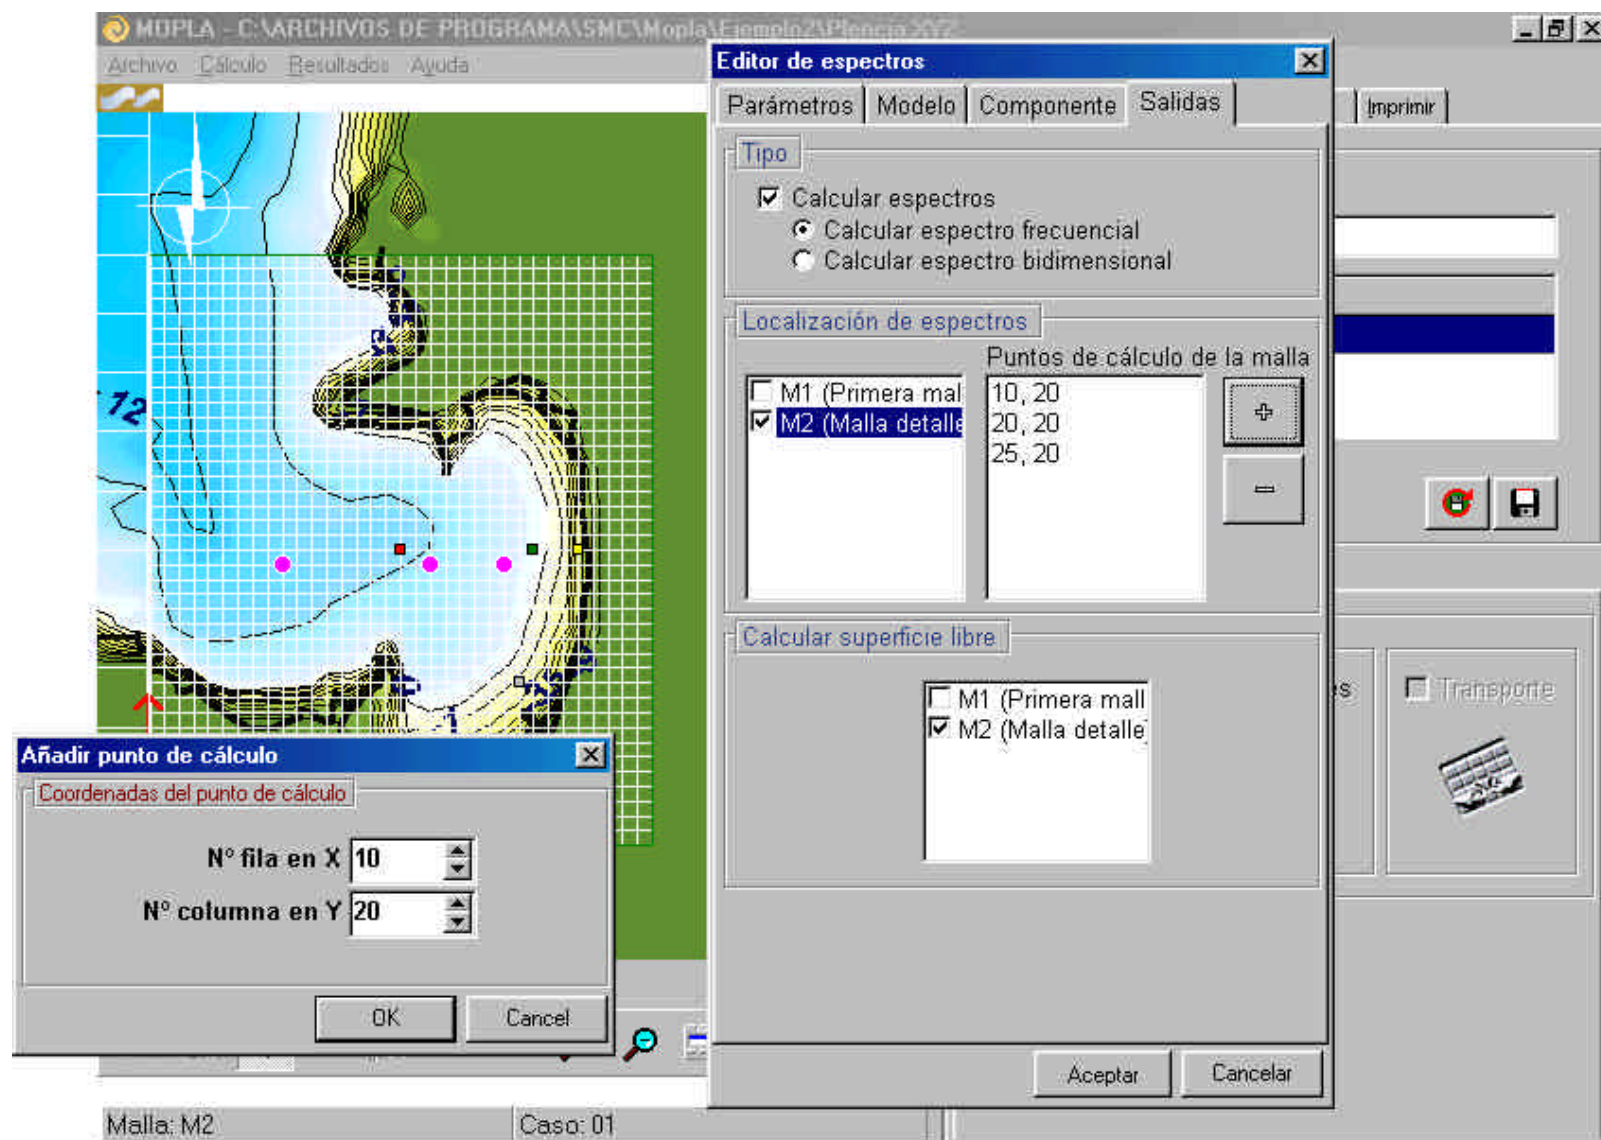 MOPLA - C:\ARCHIVOS DE PROGRAMA\SMC\Mopla\Ejemplo2\Plencia XYZ
Archivo Cálculo Resultados Ayuda
Editor de espectros
Parámetros Modelo Componente Salidas
Imprimir
Tipo
Calcular espectros
Calcular espectro frecuencial
Calcular espectro bidimensional
Localización de espectros
Puntos de cálculo de la malla
M1 (Primera mal
M2 (Malla detalle
10, 20
20, 20
25, 20
12
Calcular superficie libre
M1 (Primera mall
M2 (Malla detalle)
Transporte
Añadir punto de cálculo
Coordenadas del punto de cálculo
Nº fila en X 10
Nº columna en Y 20
OK Cancel
Aceptar Cancelar
Malla: M2 Caso: 01